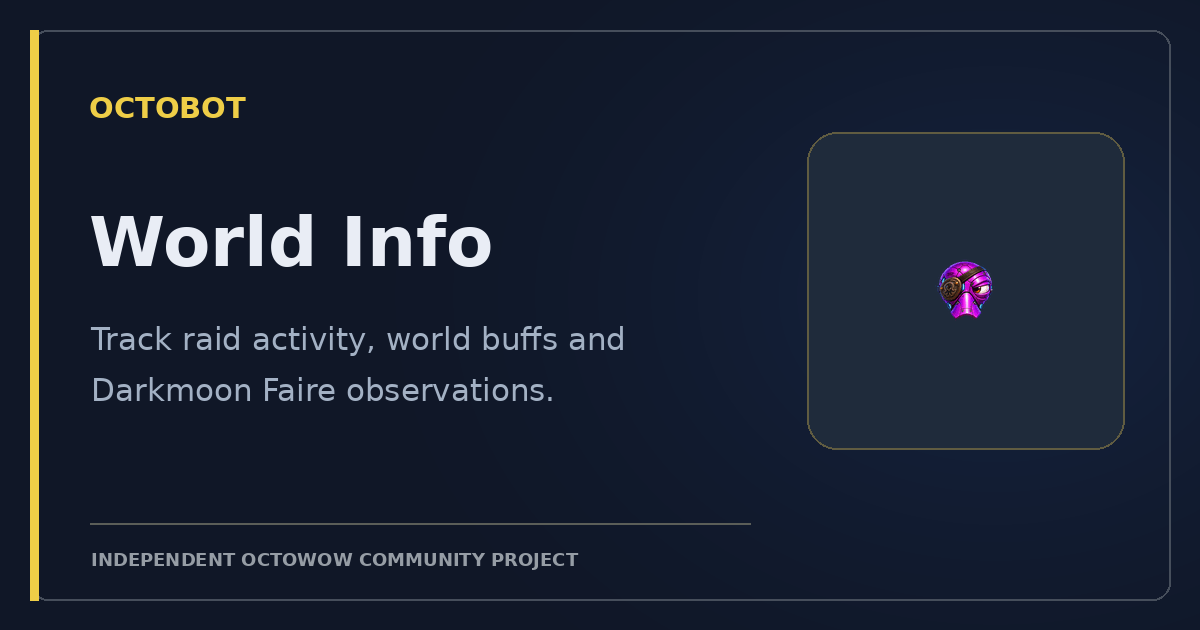 OCTOBOT
World Info
Track raid activity, world buffs and
Darkmoon Faire observations.
INDEPENDENT OCTOWOW COMMUNITY PROJECT